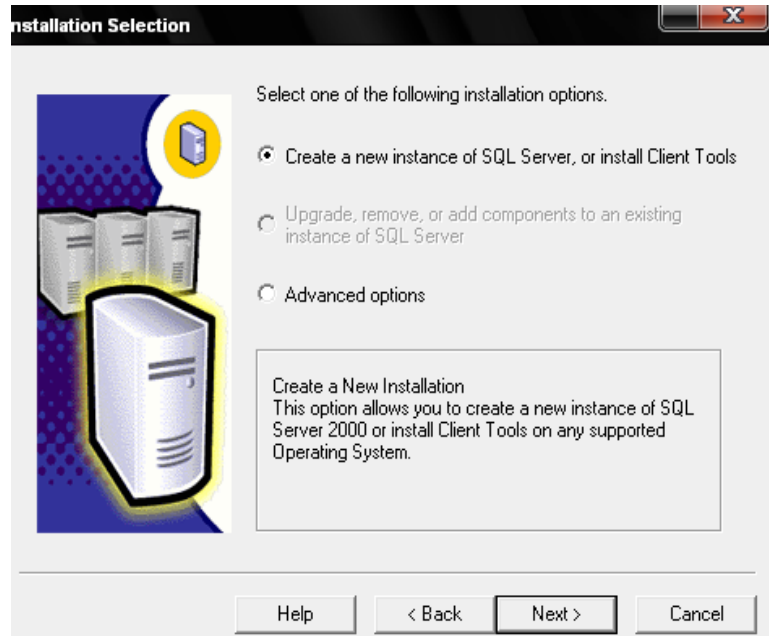 nstallation Selection
Select one of the following installation options.
Create a new instance of SQL Server, or install Client Tools
Upgrade, remove, or add components to an existing
instance of SQL Server
Advanced options
Create a New Installation
This option allows you to create a new instance of SQL
Server 2000 or install Client Tools on any supported
Operating System.
Help
< Back
Next >
Cancel